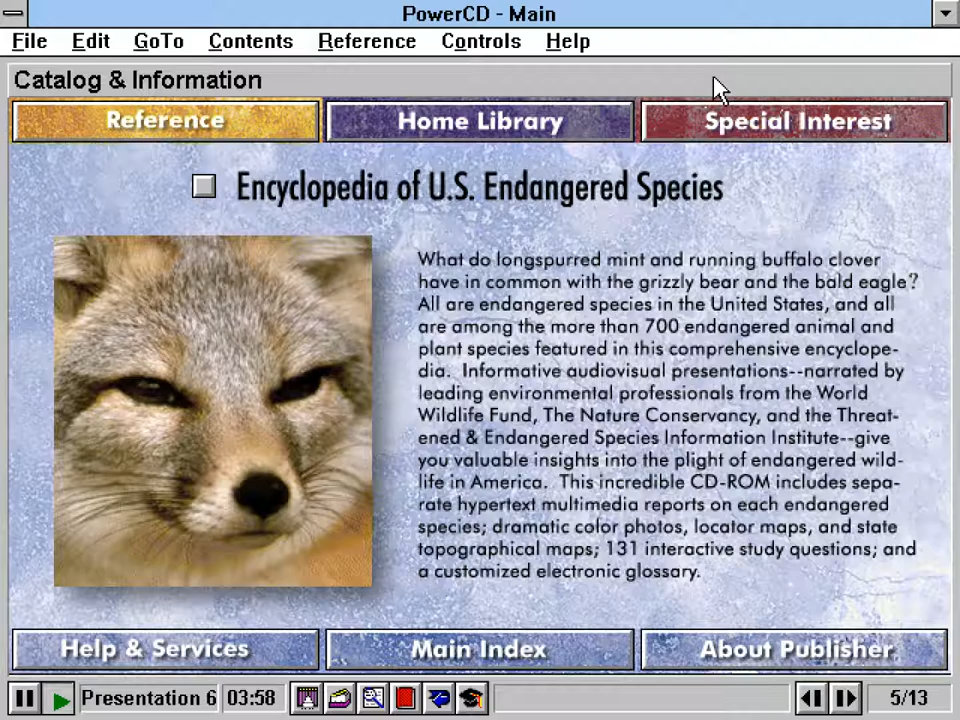 PowerCD - Main
File Edit GoTo Contents Reference Controls Help
Catalog & Information
Reference Home Library Special Interest
Encyclopedia of U.S. Endangered Species
What do longspurred mint and running buffalo clover
have in common with the grizzly bear and the bald eagle?
All are endangered species in the United States, and all
are among the more than 700 endangered animal and
plant species featured in this comprehensive encyclope-
dia. Informative audiovisual presentations--narrated by
leading environmental professionals from the World
Wildlife Fund, The Nature Conservancy, and the Threat-
ened & Endangered Species Information Institute--give
you valuable insights into the plight of endangered wild-
life in America. This incredible CD-ROM includes sepa-
rate hypertext multimedia reports on each endangered
species; dramatic color photos, locator maps, and state
topographical maps; 131 interactive study questions; and
a customized electronic glossary.
Help & Services Main Index About Publisher
Presentation 6 03:58 5/13